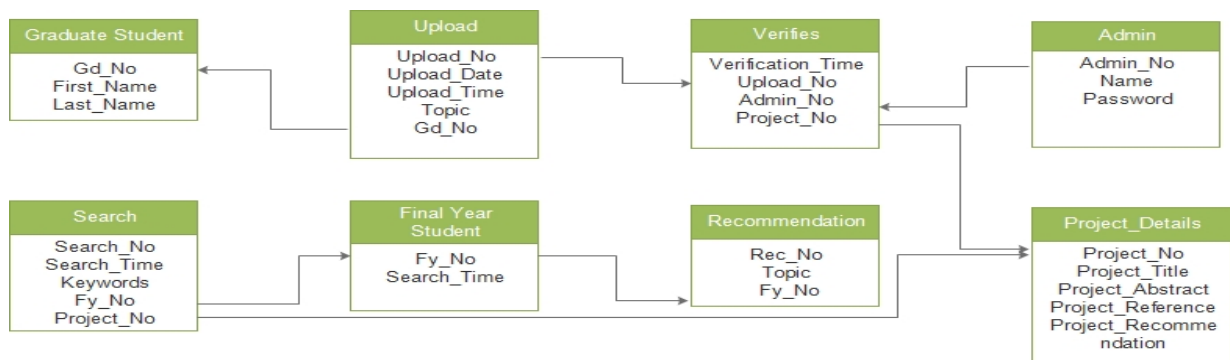 Graduate Student
Gd_No
First_Name
Last_Name
Upload
Upload_No
Upload_Date
Upload_Time
Topic
Gd_No
Verifies
Verification_Time
Upload_No
Admin_No
Project_No
Admin
Admin_No
Name
Password
Search
Search_No
Search_Time
Keywords
Fy_No
Project_No
Final Year
Student
Fy_No
Search_Time
Recommendation
Rec_No
Topic
Fy_No
Project_Details
Project_No
Project_Title
Project_Abstract
Project_Reference
Project_Recomme
ndation